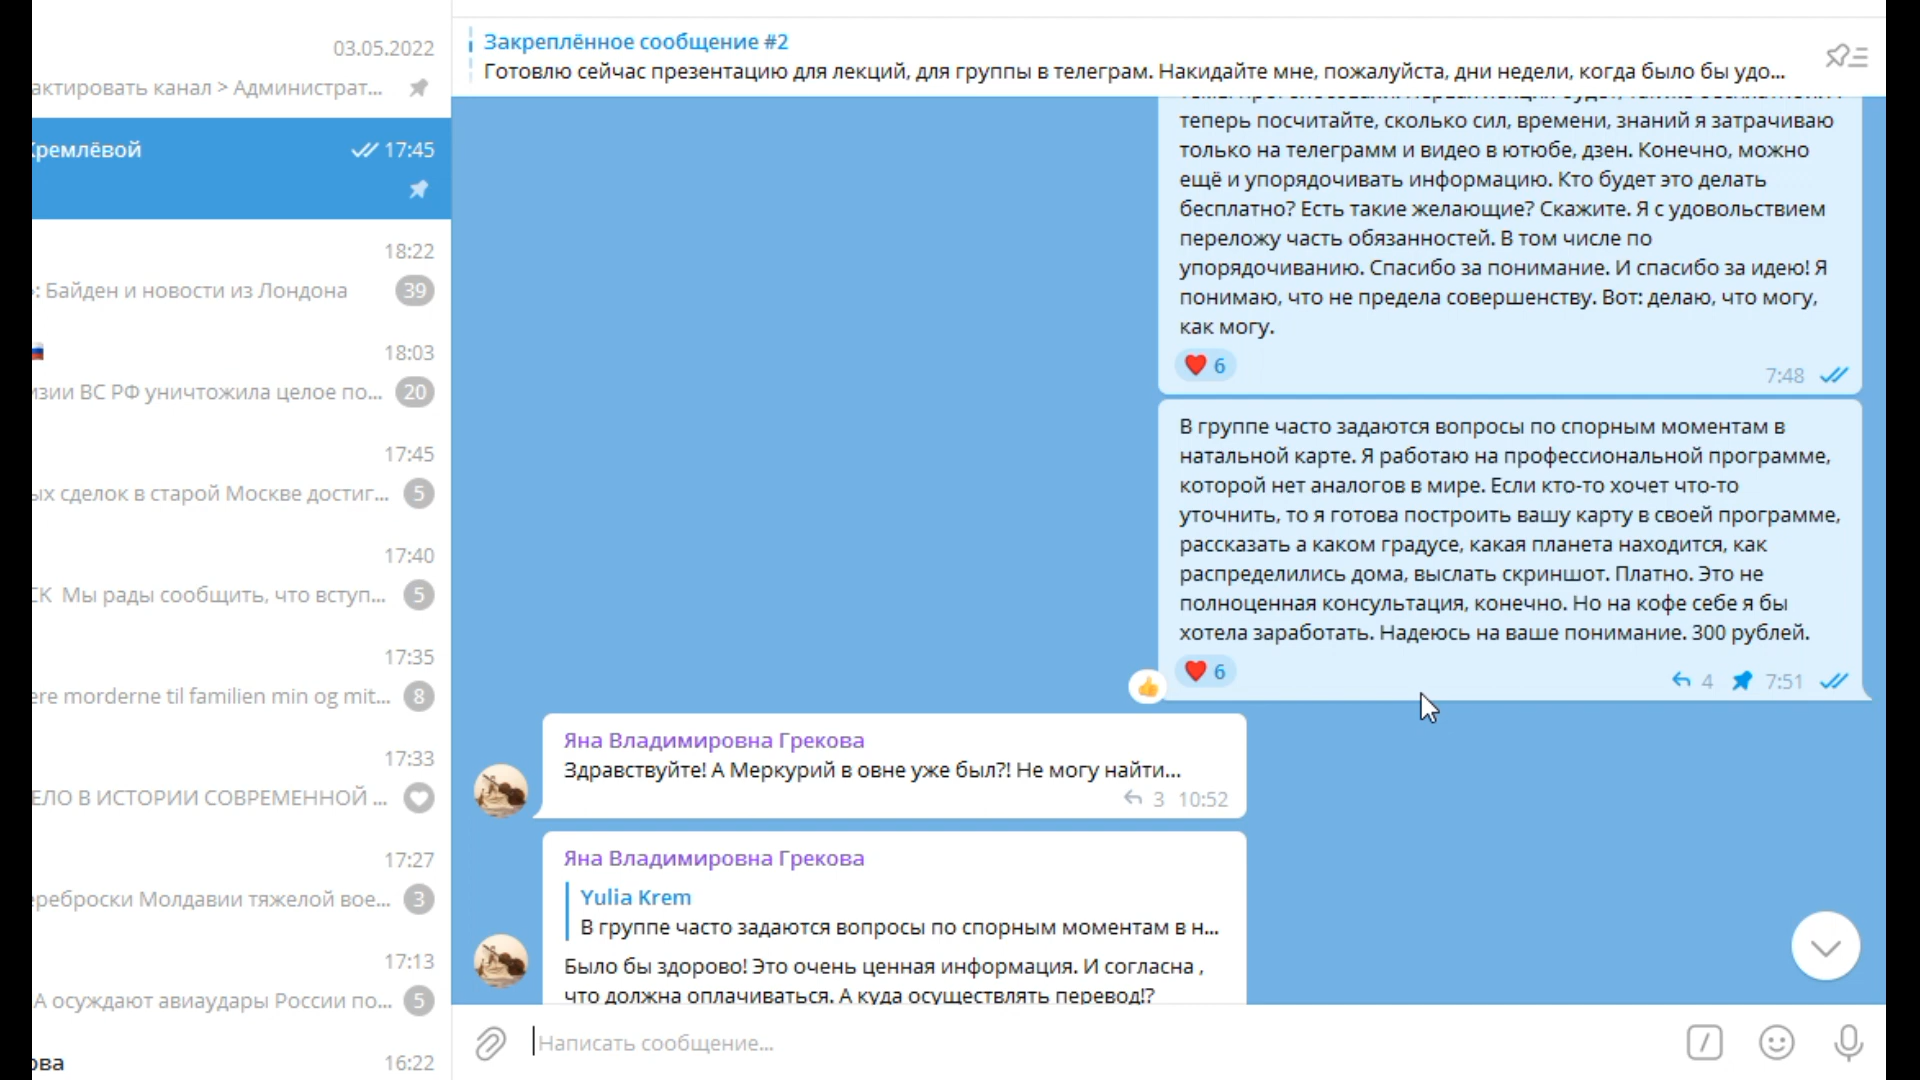 03.05.2022
актировать канал > Администрат...
Кремлёвой
17:45
18:22
: Байден и новости из Лондона
39
18:03
изии ВС РФ уничтожила целое по...
20
17:45
ых сделок в старой Москве достиг...
5
17:40
СК Мы рады сообщить, что вступ...
5
17:35
ere morderne til familien min og mit...
8
17:33
ЕЛО В ИСТОРИИ СОВРЕМЕННОЙ ...
17:27
ереброски Молдавии тяжелой вое...
3
17:13
А осуждают авиаудары России по...
5
ова
16:22
Закреплённое сообщение #2
Готовлю сейчас презентацию для лекций, для группы в телеграм. Накидайте мне, пожалуйста, дни недели, когда было бы удо...
теперь посчитайте, сколько сил, времени, знаний я затрачиваю
только на телеграмм и видео в ютюбе, дзен. Конечно, можно
ещё и упорядочивать информацию. Кто будет это делать
бесплатно? Есть такие желающие? Скажите. Я с удовольствием
переложу часть обязанностей. В том числе по
упорядочиванию. Спасибо за понимание. И спасибо за идею! Я
понимаю, что не предела совершенству. Вот: делаю, что могу,
как могу.
6
7:48
В группе часто задаются вопросы по спорным моментам в
натальной карте. Я работаю на профессиональной программе,
которой нет аналогов в мире. Если кто-то хочет что-то
уточнить, то я готова построить вашу карту в своей программе,
рассказать а каком градусе, какая планета находится, как
распределились дома, выслать скриншот. Платно. Это не
полноценная консультация, конечно. Но на кофе себе я бы
хотела заработать. Надеюсь на ваше понимание. 300 рублей.
6
4 7:51
Яна Владимировна Грекова
Здравствуйте! А Меркурий в овне уже был?! Не могу найти...
3 10:52
Яна Владимировна Грекова
Yulia Krem
В группе часто задаются вопросы по спорным моментам в н...
Было бы здорово! Это очень ценная информация. И согласна ,
что должна оплачиваться. А куда осуществлять перевод!?
Написать сообщение...